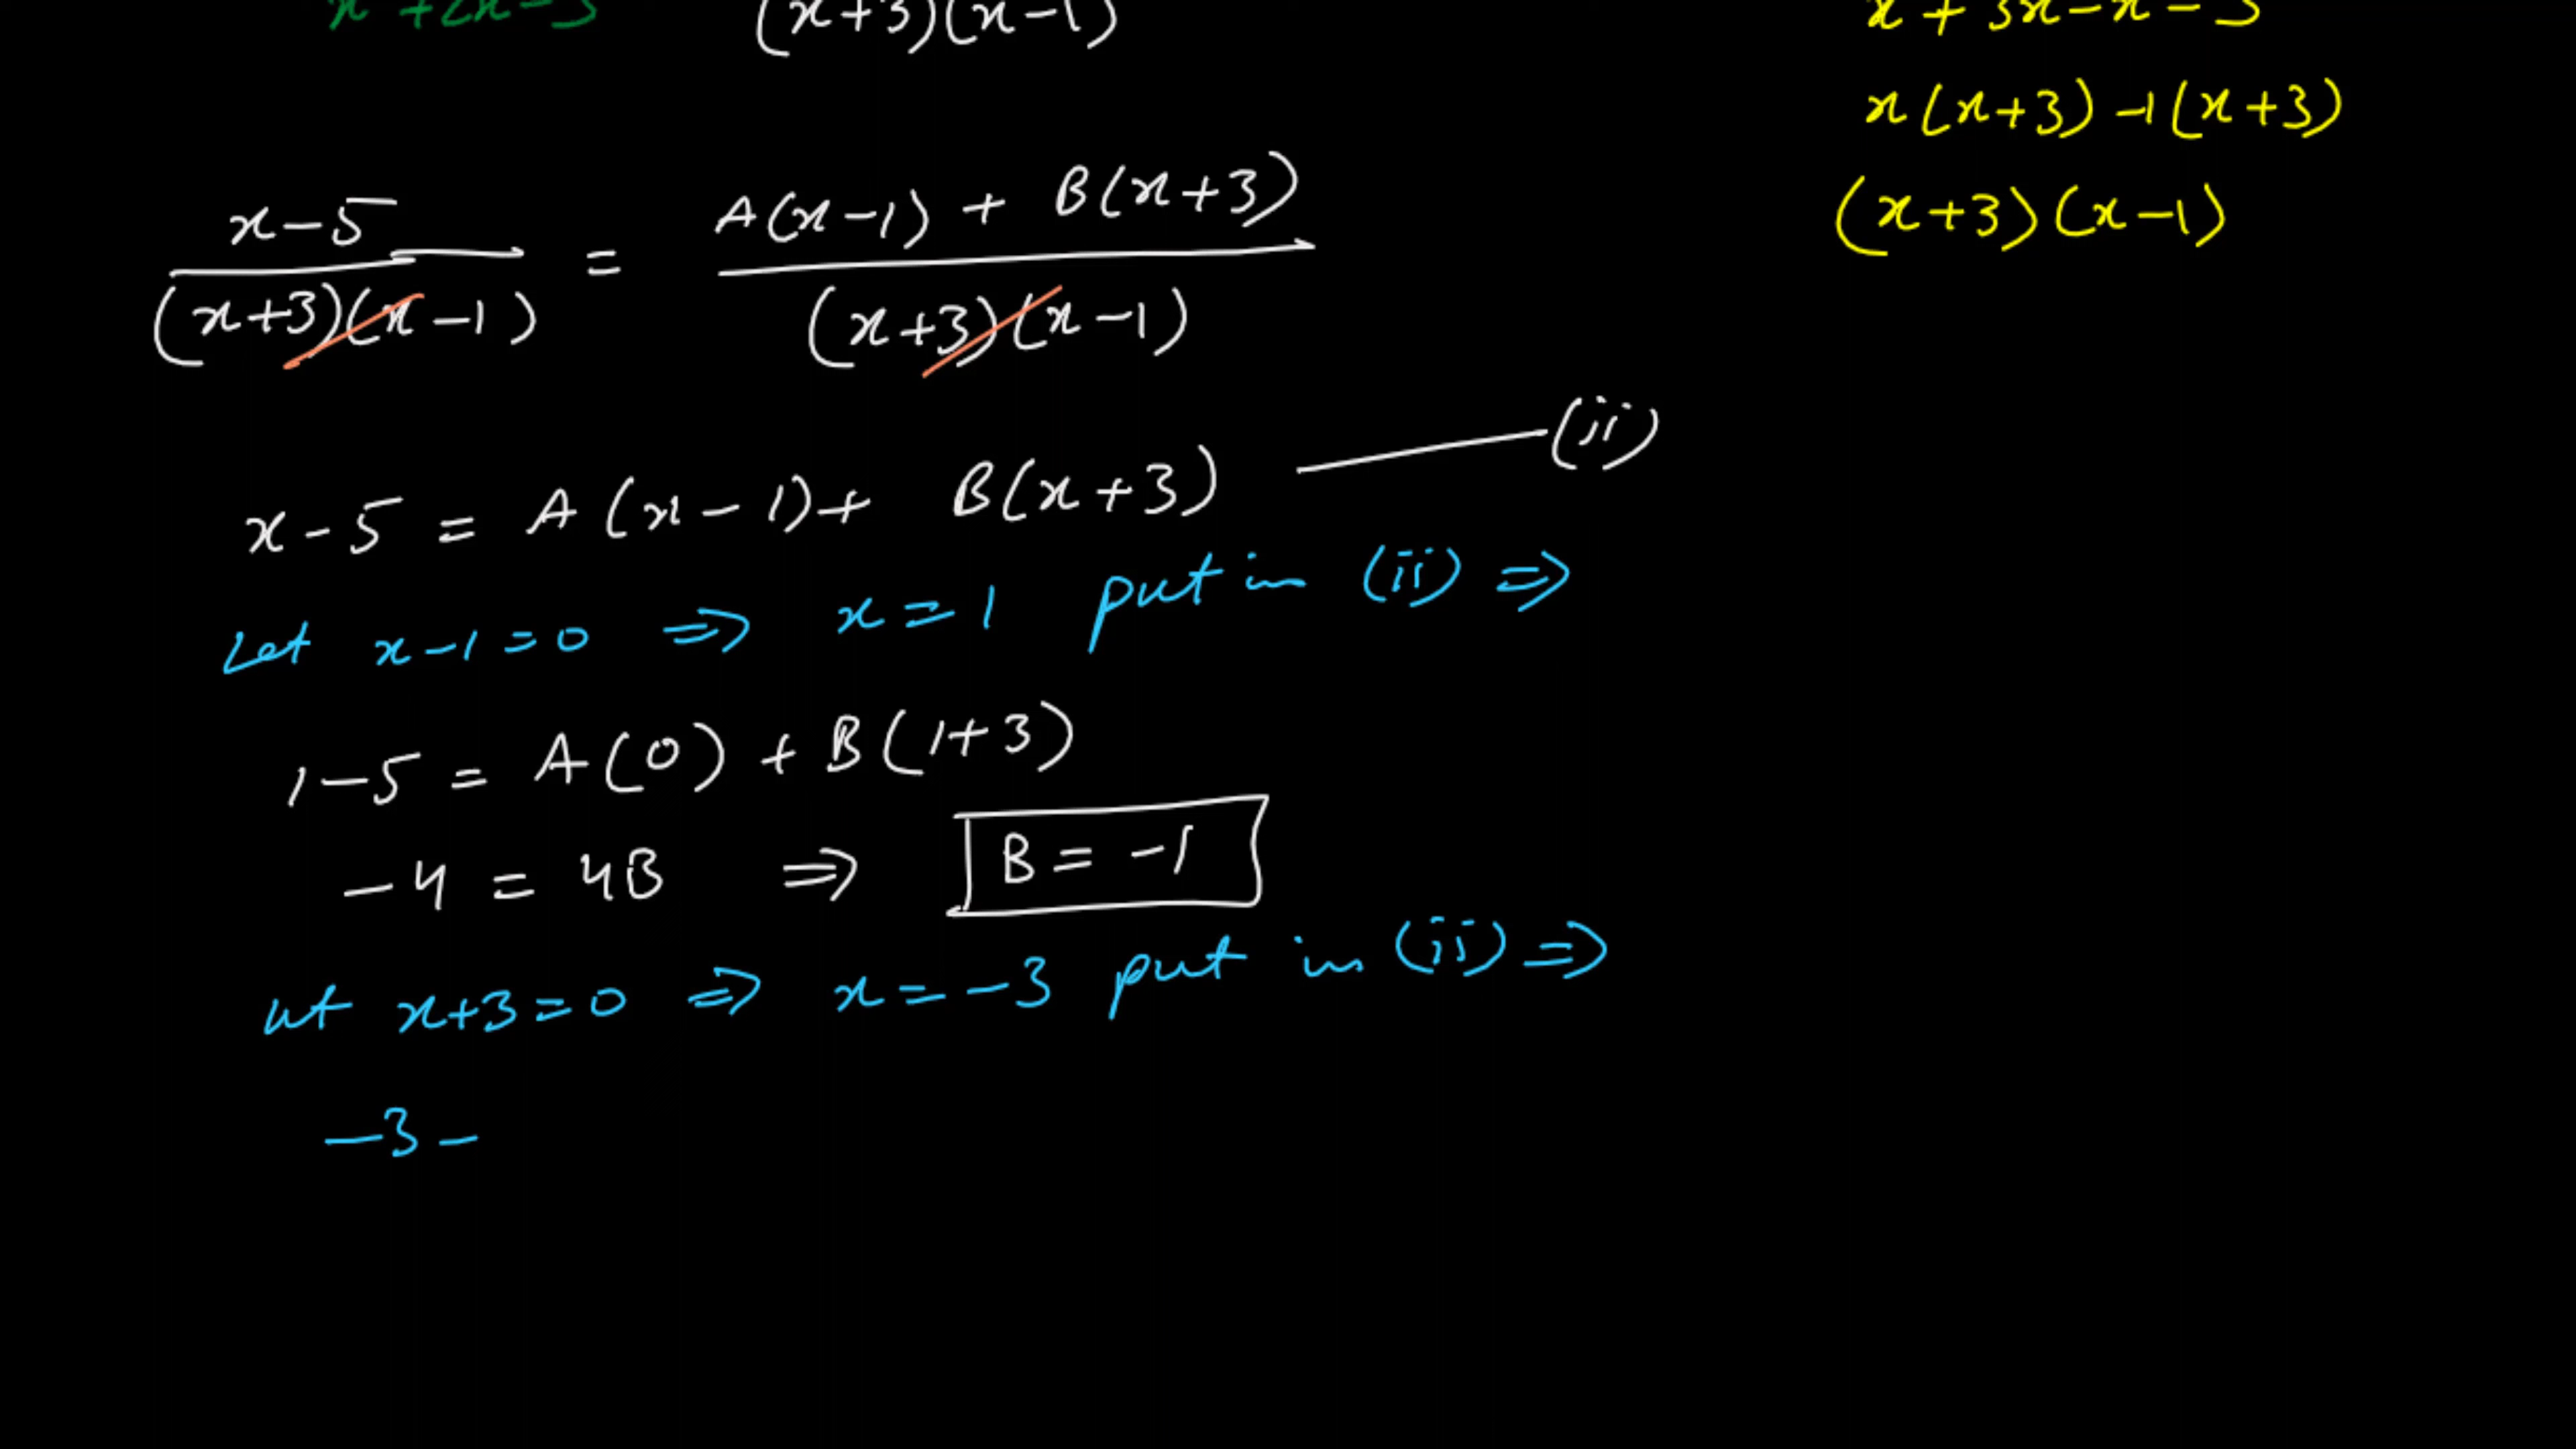 (x+3)(x-1)
x(x+3) -1(x+3)
(x+3)(x-1)
x-5 / (x+3)(x-1) = A(x-1) + B(x+3) / (x+3)(x-1)
x-5 = A(x-1)+ B(x+3) —(ii)
Let x-1=0 ⇒ x=1 put in (ii) ⇒
1-5 = A(0) + B(1+3)
-4 = 4B ⇒ B = -1
let x+3=0 ⇒ x=-3 put in (ii) ⇒
-3-